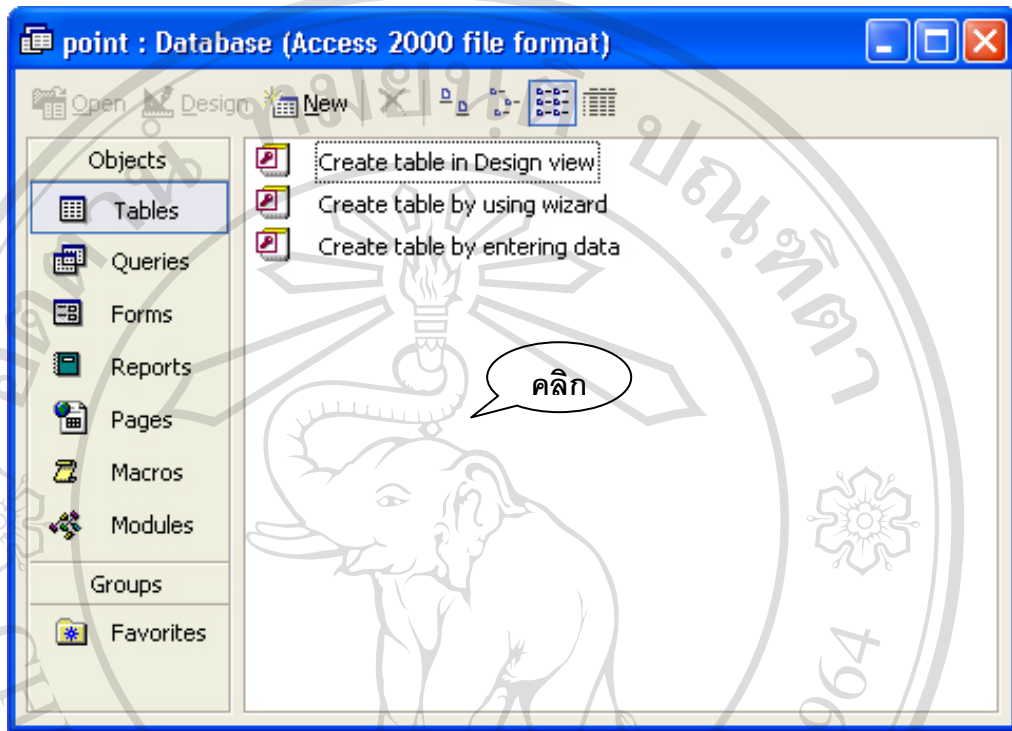 point : Database (Access 2000 file format)
Open Design New
Objects
Tables
Queries
Forms
Reports
Pages
Macros
Modules
Groups
Favorites
Create table in Design view
Create table by using wizard
Create table by entering data
คลิก
964